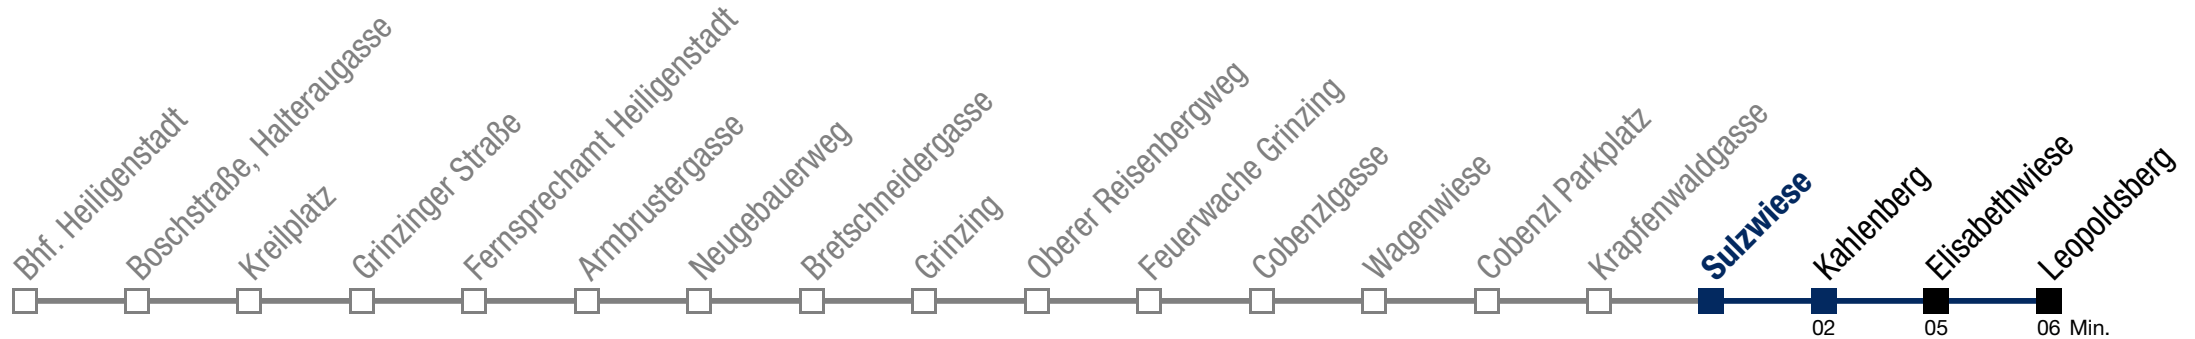 Bhf. Heiligenstadt
Boschstraße, Halteraugasse
Kreilplatz
Grinzinger Straße
Fernsprechamt Heiligenstadt
Armbrustergasse
Neugebauerweg
Bretschneidergasse
Grinzing
Oberer Reisenbergweg
Feuerwache Grinzing
Cobenzlgasse
Wagenwiese
Cobenzl Parkplatz
Krapfenwaldgasse
Sulzwiese
Kahlenberg
Elisabethwiese
Leopoldsberg
02 05 06 Min.